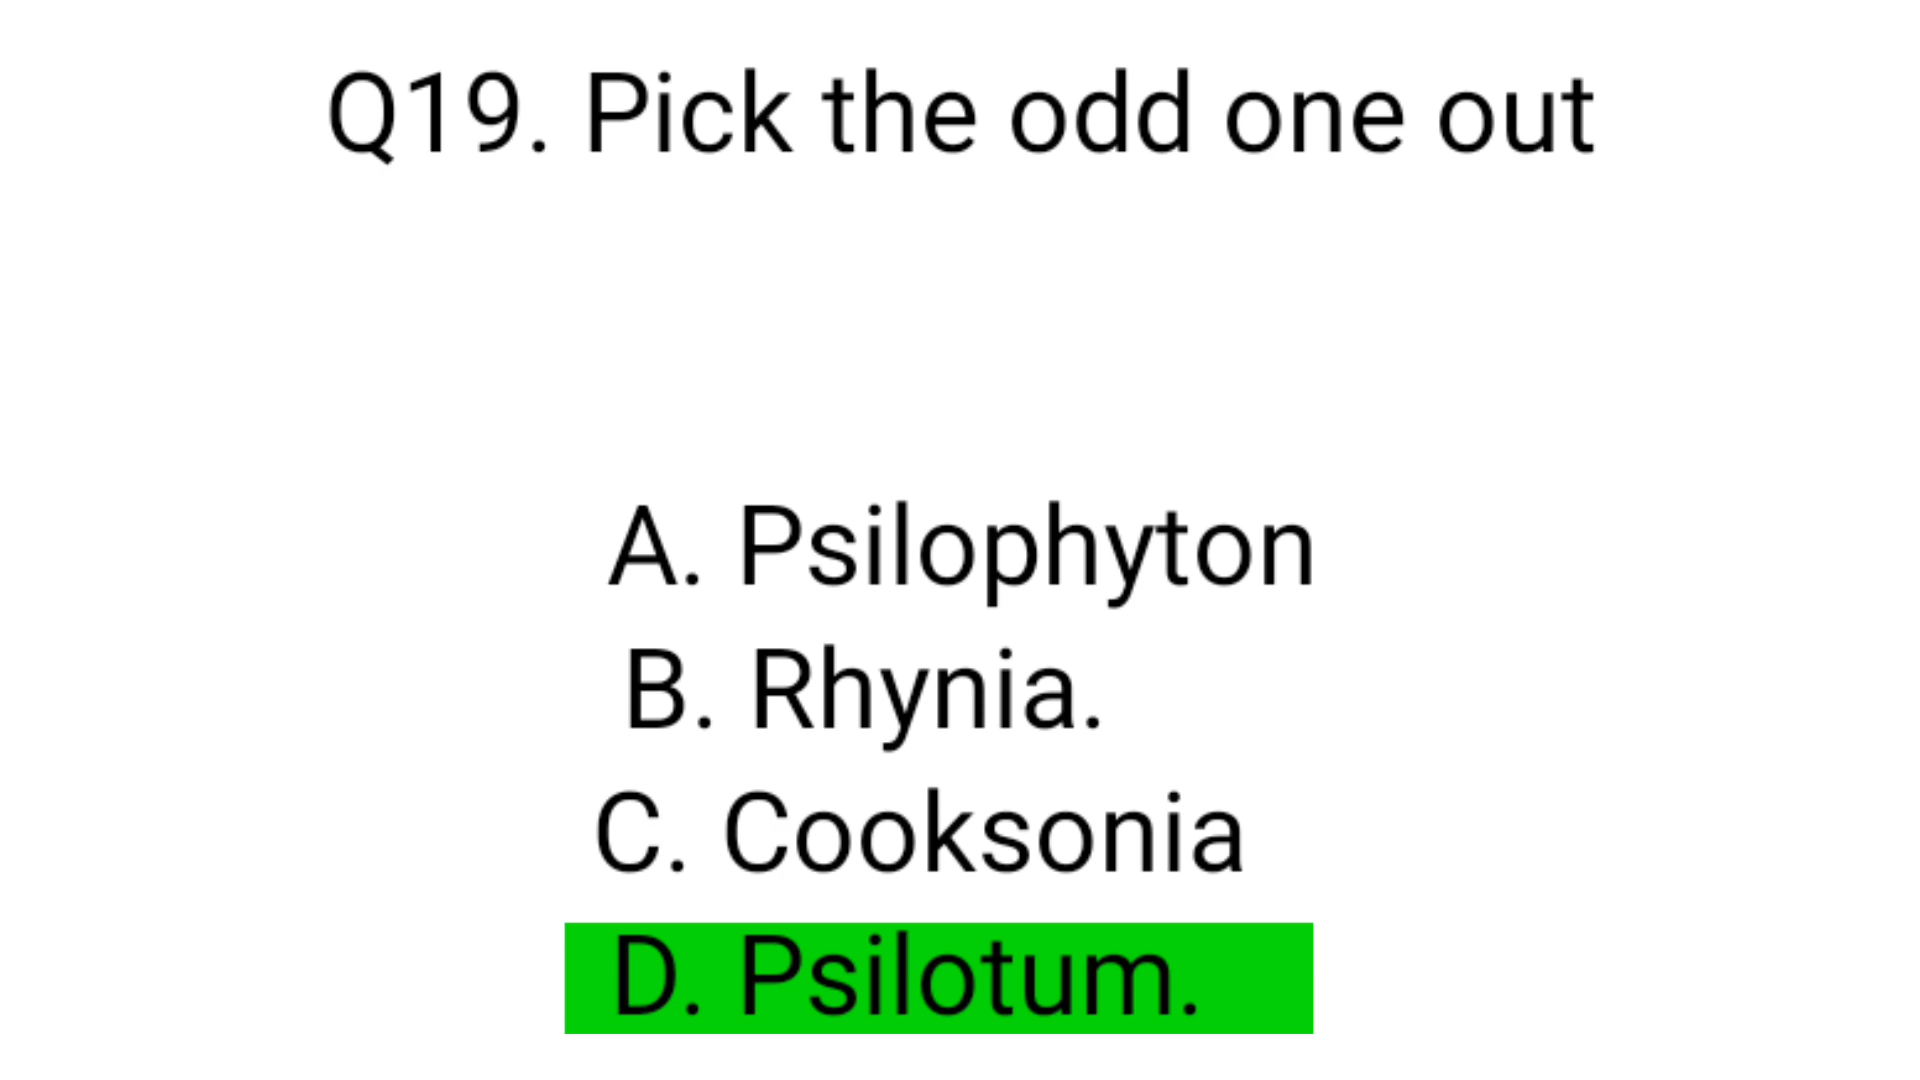 Q19. Pick the odd one out
A. Psilophyton
B. Rhynia.
C. Cooksonia
D. Psilotum.